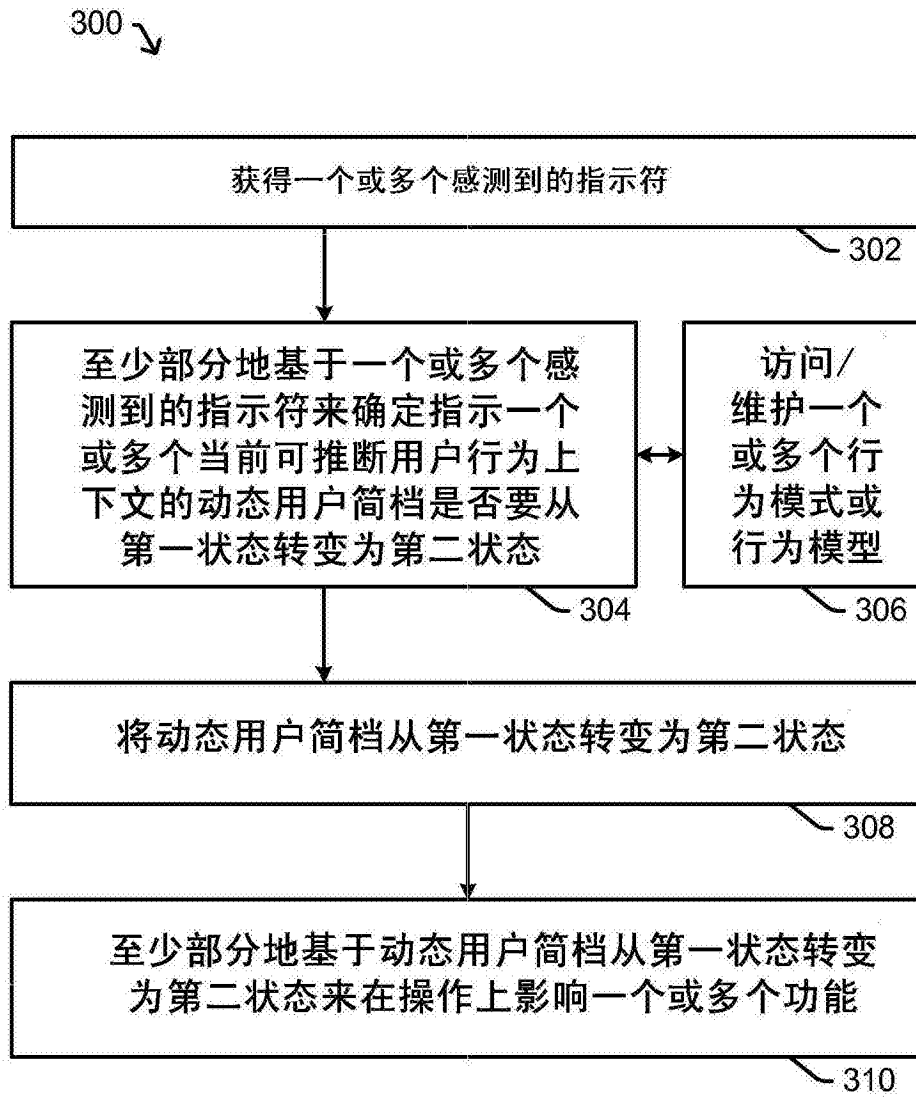 300
获得一个或多个感测到的指示符
302
至少部分地基于一个或多个感
测到的指示符来确定指示一个
或多个当前可推断用户行为上
下文的动态用户简档是否要从
第一状态转变为第二状态
304
访问/
维护一个
或多个行
为模式或
行为模型
306
将动态用户简档从第一状态转变为第二状态
308
至少部分地基于动态用户简档从第一状态转变
为第二状态来在操作上影响一个或多个功能
310